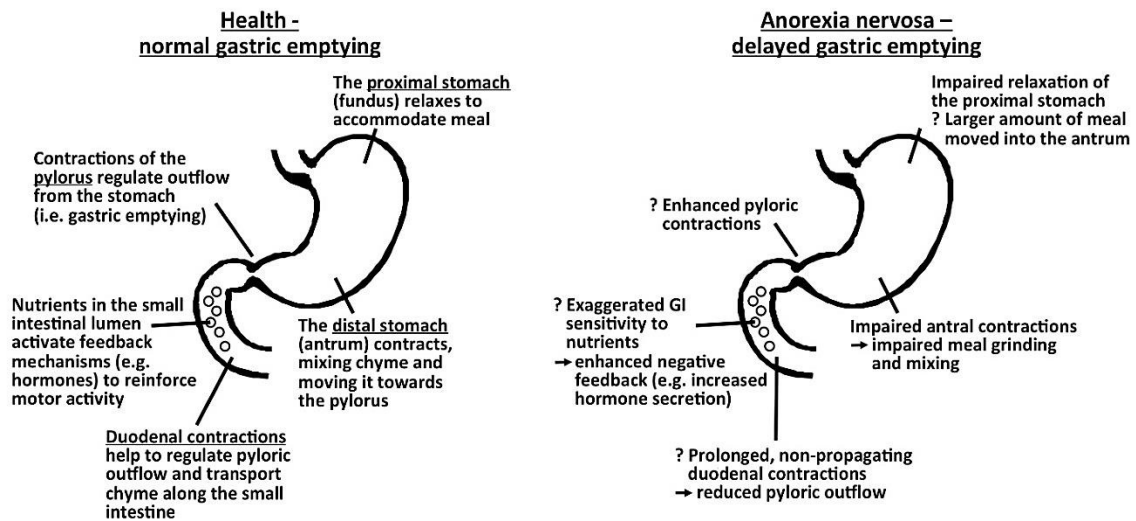 Health -
normal gastric emptying
The proximal stomach
(fundus) relaxes to
accommodate meal
Contractions of the
pylorus regulate outflow
from the stomach
(i.e. gastric emptying)
Nutrients in the small
intestinal lumen
activate feedback
mechanisms (e.g.
hormones) to reinforce
motor activity
The distal stomach
(antrum) contracts,
mixing chyme and
moving it towards
the pylorus
Duodenal contractions
help to regulate pyloric
outflow and transport
chyme along the small
intestine
Anorexia nervosa –
delayed gastric emptying
Impaired relaxation of
the proximal stomach
? Larger amount of meal
moved into the antrum
? Enhanced pyloric
contractions
? Exaggerated GI
sensitivity to
nutrients
→ enhanced negative
feedback (e.g. increased
hormone secretion)
Impaired antral contractions
→ impaired meal grinding
and mixing
? Prolonged, non-propagating
duodenal contractions
→ reduced pyloric outflow